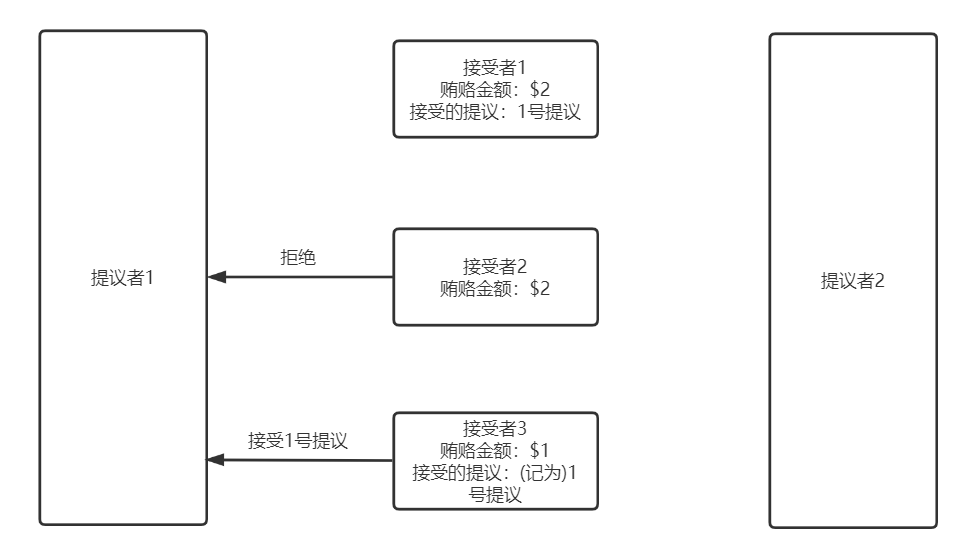 提议者1
接受者1
贿赂金额：$2
接受的提议：1号提议
拒绝
接受者2
贿赂金额：$2
接受1号提议
接受者3
贿赂金额：$1
接受的提议：(记为)1
号提议
提议者2